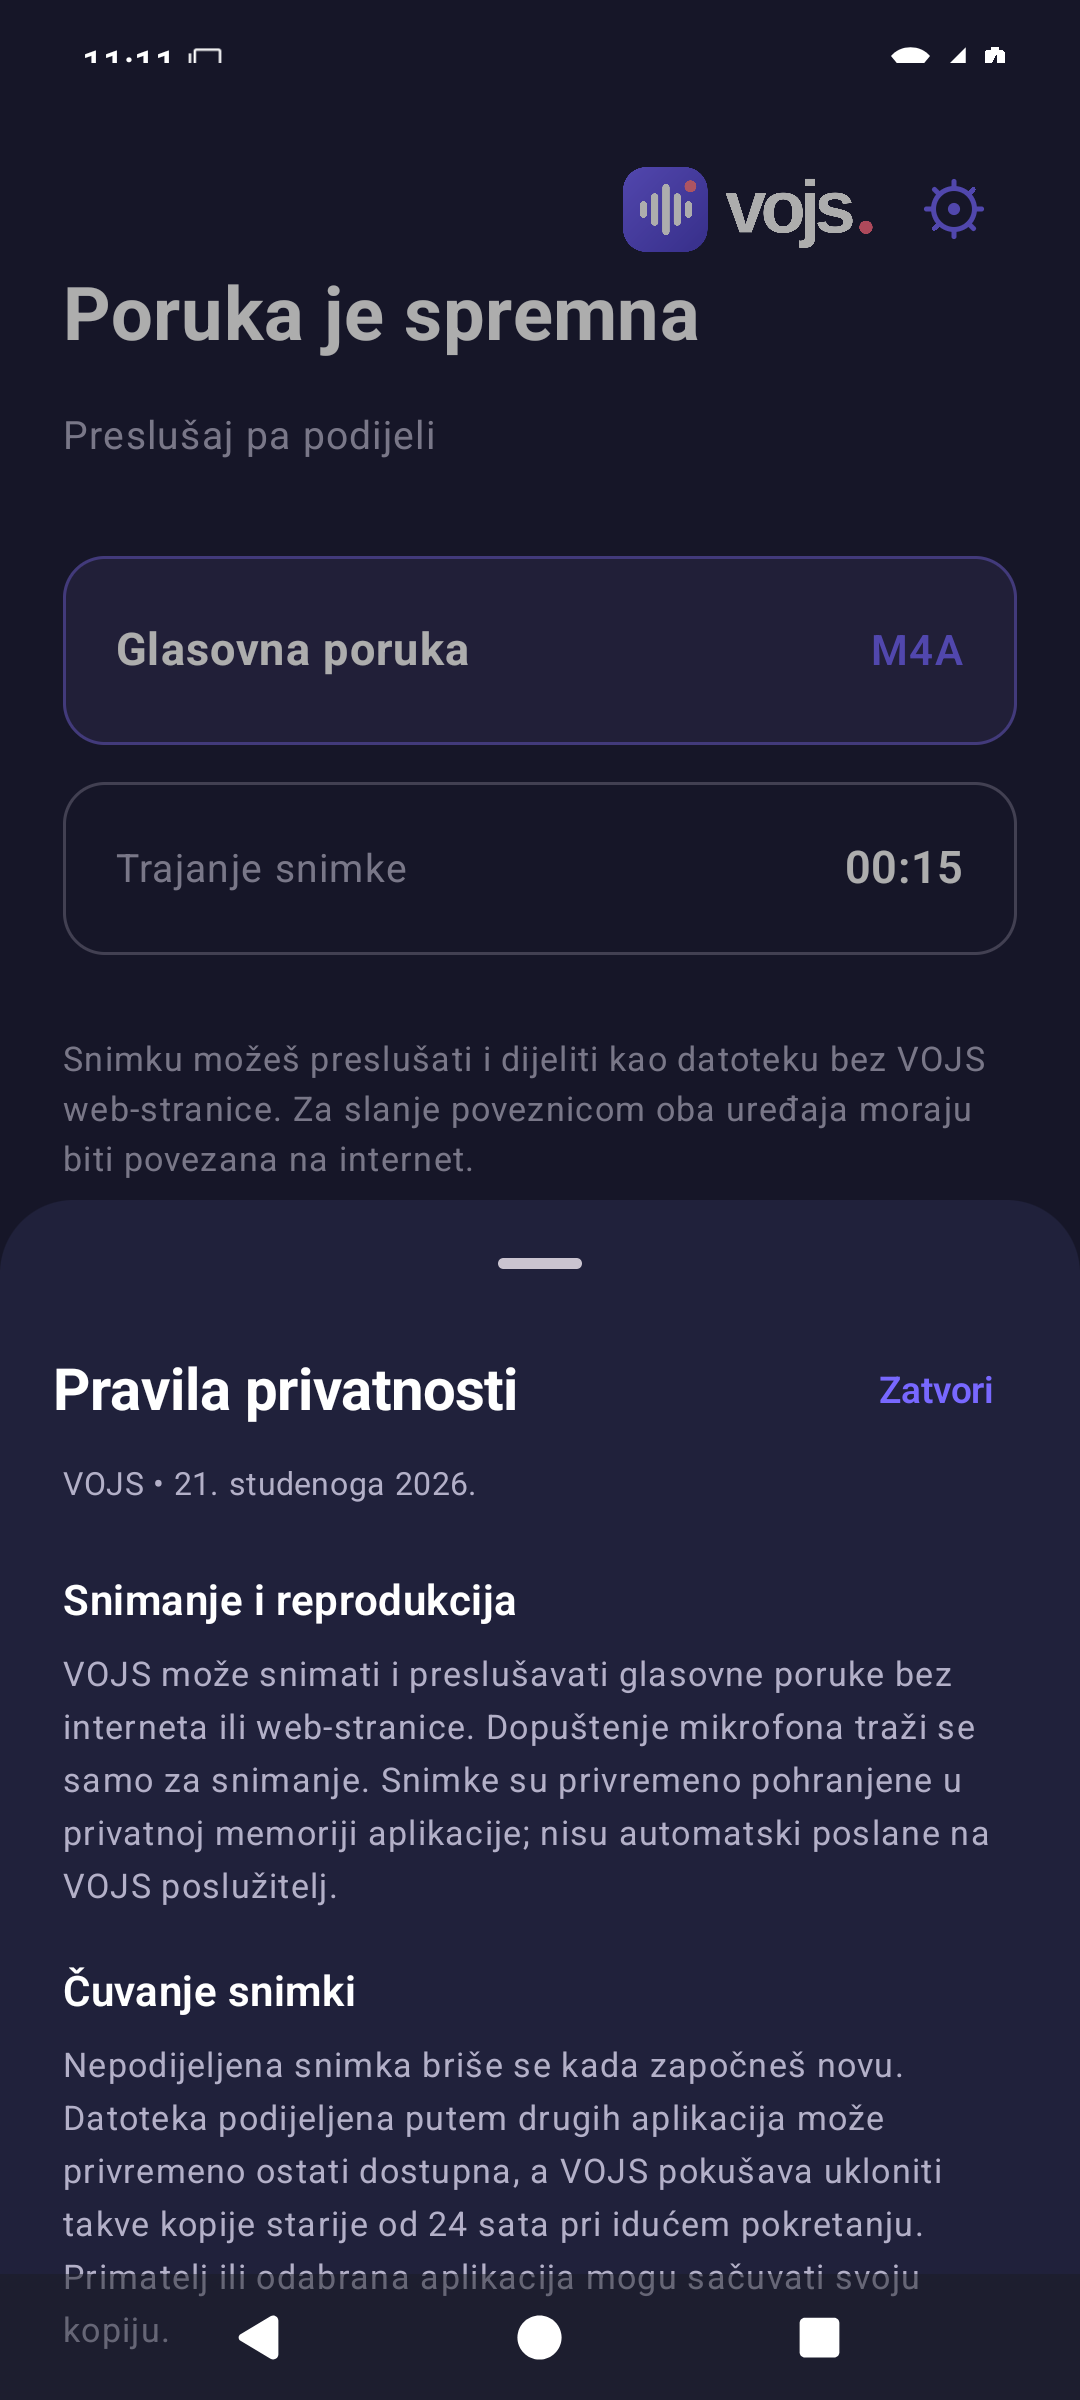 11:11
vojs.
Poruka je spremna
Preslušaj pa podijeli
Glasovna poruka
M4A
Trajanje snimke
00:15
Snimku možeš preslušati i dijeliti kao datoteku bez VOJS
web-stranice. Za slanje poveznicom oba uređaja moraju
biti povezana na internet.
Pravila privatnosti
Zatvori
VOJS • 21. studenoga 2026.
Snimanje i reprodukcija
VOJS može snimati i preslušavati glasovne poruke bez
interneta ili web-stranice. Dopuštenje mikrofona traži se
samo za snimanje. Snimke su privremeno pohranjene u
privatnoj memoriji aplikacije; nisu automatski poslane na
VOJS poslužitelj.
Čuvanje snimki
Nepodijeljena snimka briše se kada započneš novu.
Datoteka podijeljena putem drugih aplikacija može
privremeno ostati dostupna, a VOJS pokušava ukloniti
takve kopije starije od 24 sata pri idućem pokretanju.
Primatelj ili odabrana aplikacija mogu sačuvati svoju
kopiju.